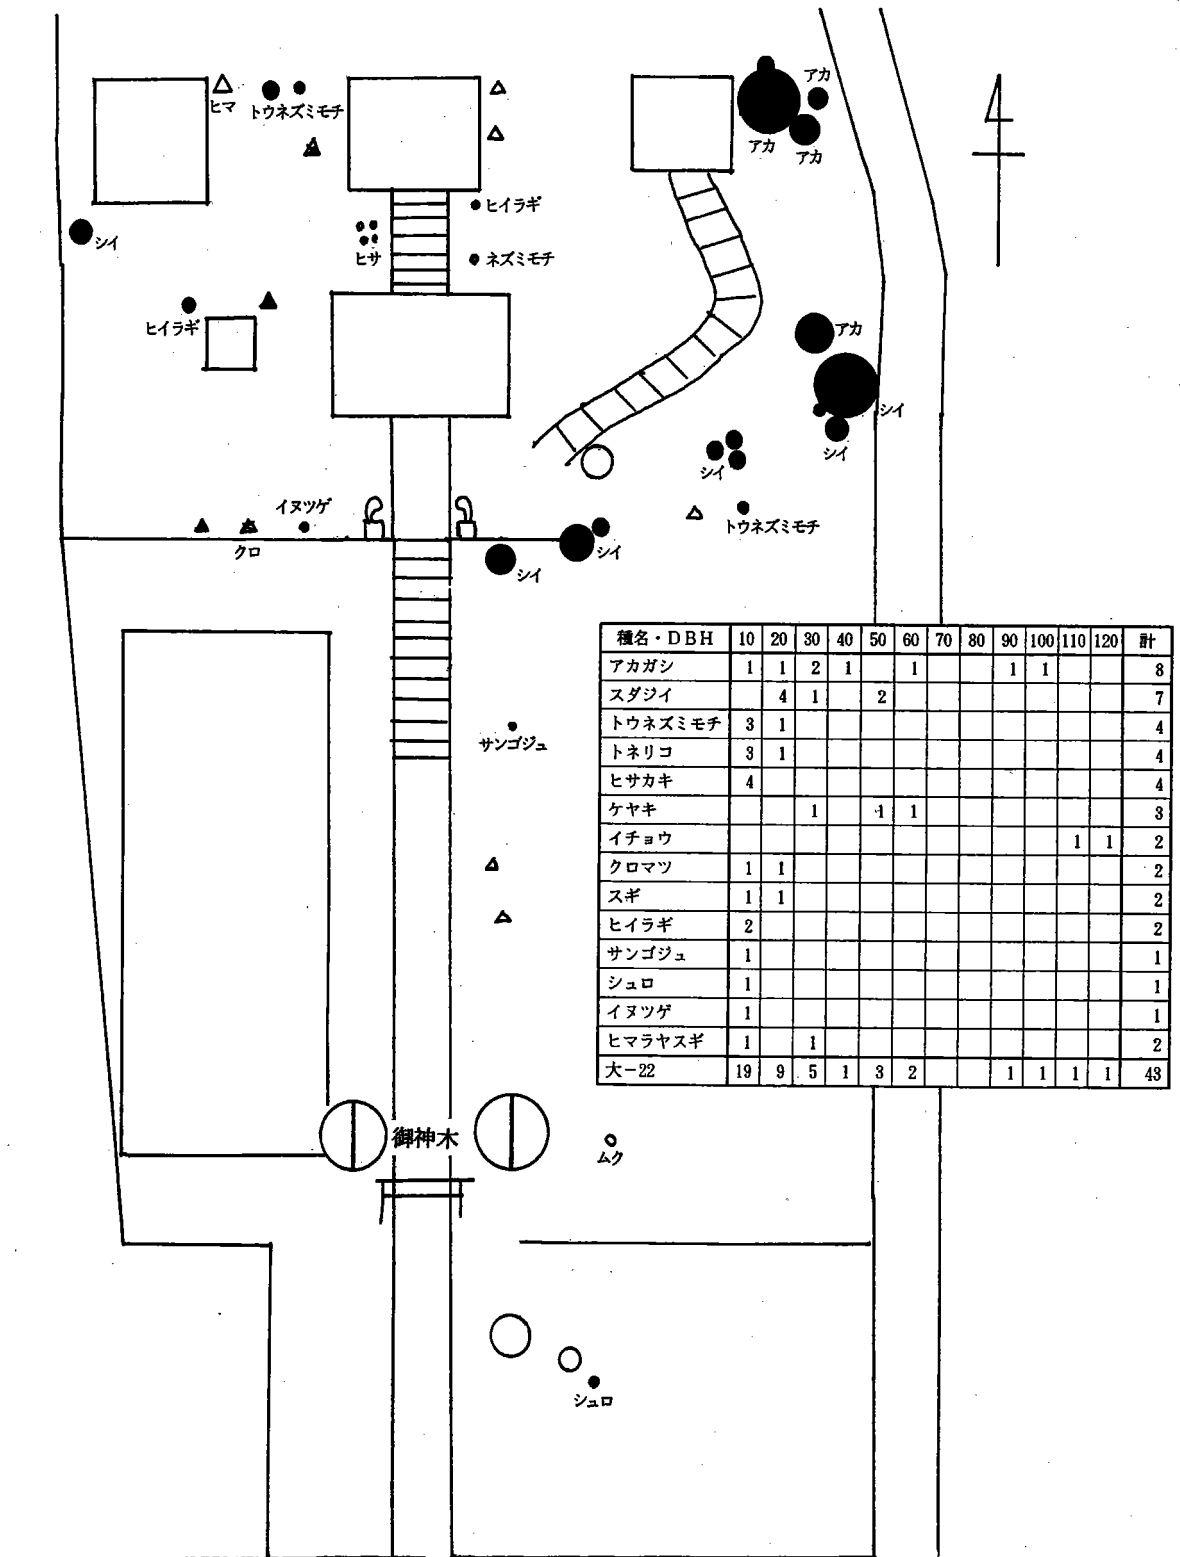 アカ
ヒマ
トウネズミモチ
アカ
アカ
ヒイラギ
シイ
ヒサ
ネズミモチ
ヒイラギ
アカ
シイ
シイ
シイ
イヌツゲ
トウネズミモチ
クロ
シイ
シイ
種名・DBH 10 20 30 40 50 60 70 80 90 100 110 120 計
アカガシ 1 1 2 1 1 1 1 8
スダジイ 4 1 2 7
トウネズミモチ 3 1 4
トネリコ 3 1 4
ヒサカキ 4 4
ケヤキ 1 1 1 3
イチョウ 1 1 2
クロマツ 1 1 2
スギ 1 1 2
ヒイラギ 2 2
サンゴジュ 1 1
シュロ 1 1
イヌツゲ 1 1
ヒマラヤスギ 1 1 2
大-22 19 9 5 1 3 2 1 1 1 1 43
サンゴジュ
御神木
ムク
シュロ